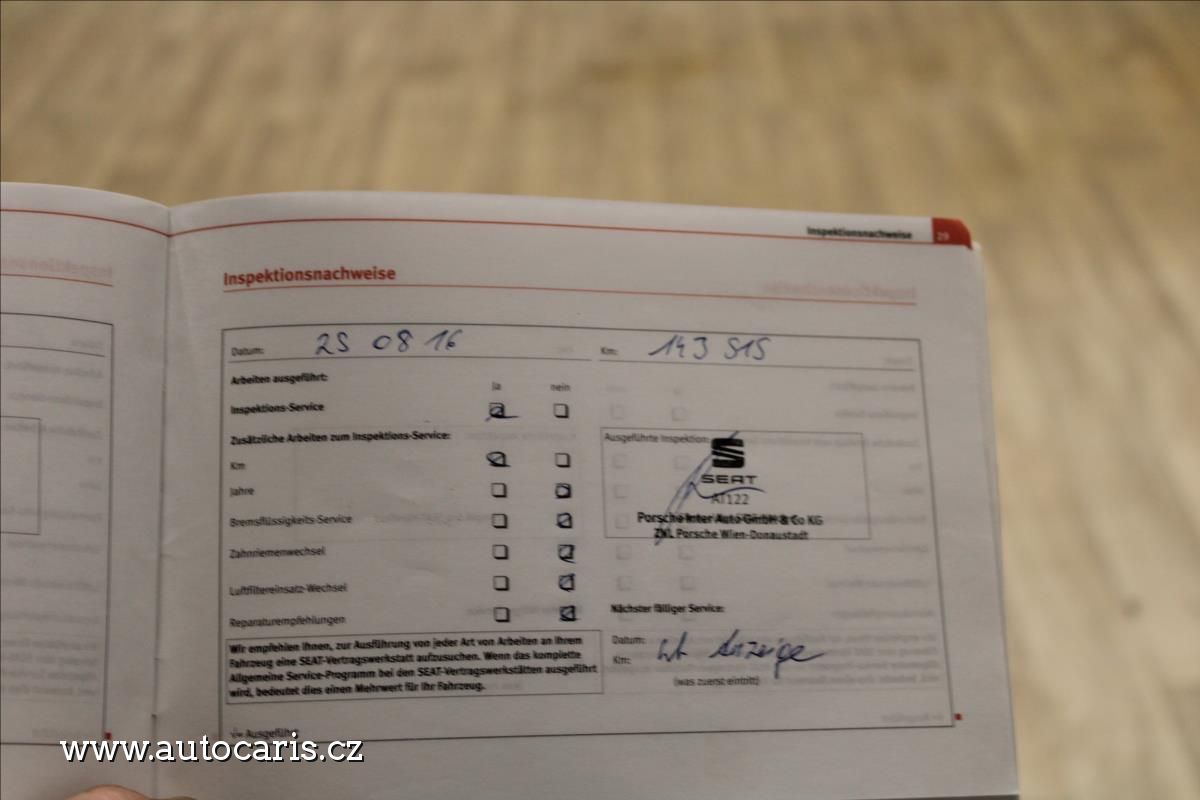 Inspektionsnachweise 29
Inspektionsnachweise
Datum: 25 08 16 Km: 143 515
Arbeiten ausgeführt: Ja nein
Inspektions-Service
Zusätzliche Arbeiten zum Inspektions-Service:
Km
Jahre
Bremsflüssigkeits-Service
Zahnriemenwechsel
Luftfiltereinsatz-Wechsel
Reparaturempfehlungen
Wir empfehlen Ihnen, zur Ausführung von jeder Art von Arbeiten an Ihrem
Fahrzeug eine SEAT-Vertragswerkstatt aufzusuchen. Wenn das komplette
Allgemeine Service-Programm bei den SEAT-Vertragswerkstätten ausgeführt
wird, bedeutet dies einen Mehrwert für Ihr Fahrzeug.
√= Ausgeführt
Ausgeführte Inspektion:
SEAT
AT122
Porsche Inter Auto GmbH & Co KG
ZNL Porsche Wien-Donaustadt
Nächster fälliger Service:
Datum:
Km:
Anzeige
(was zuerst eintritt)
www.autocaris.cz